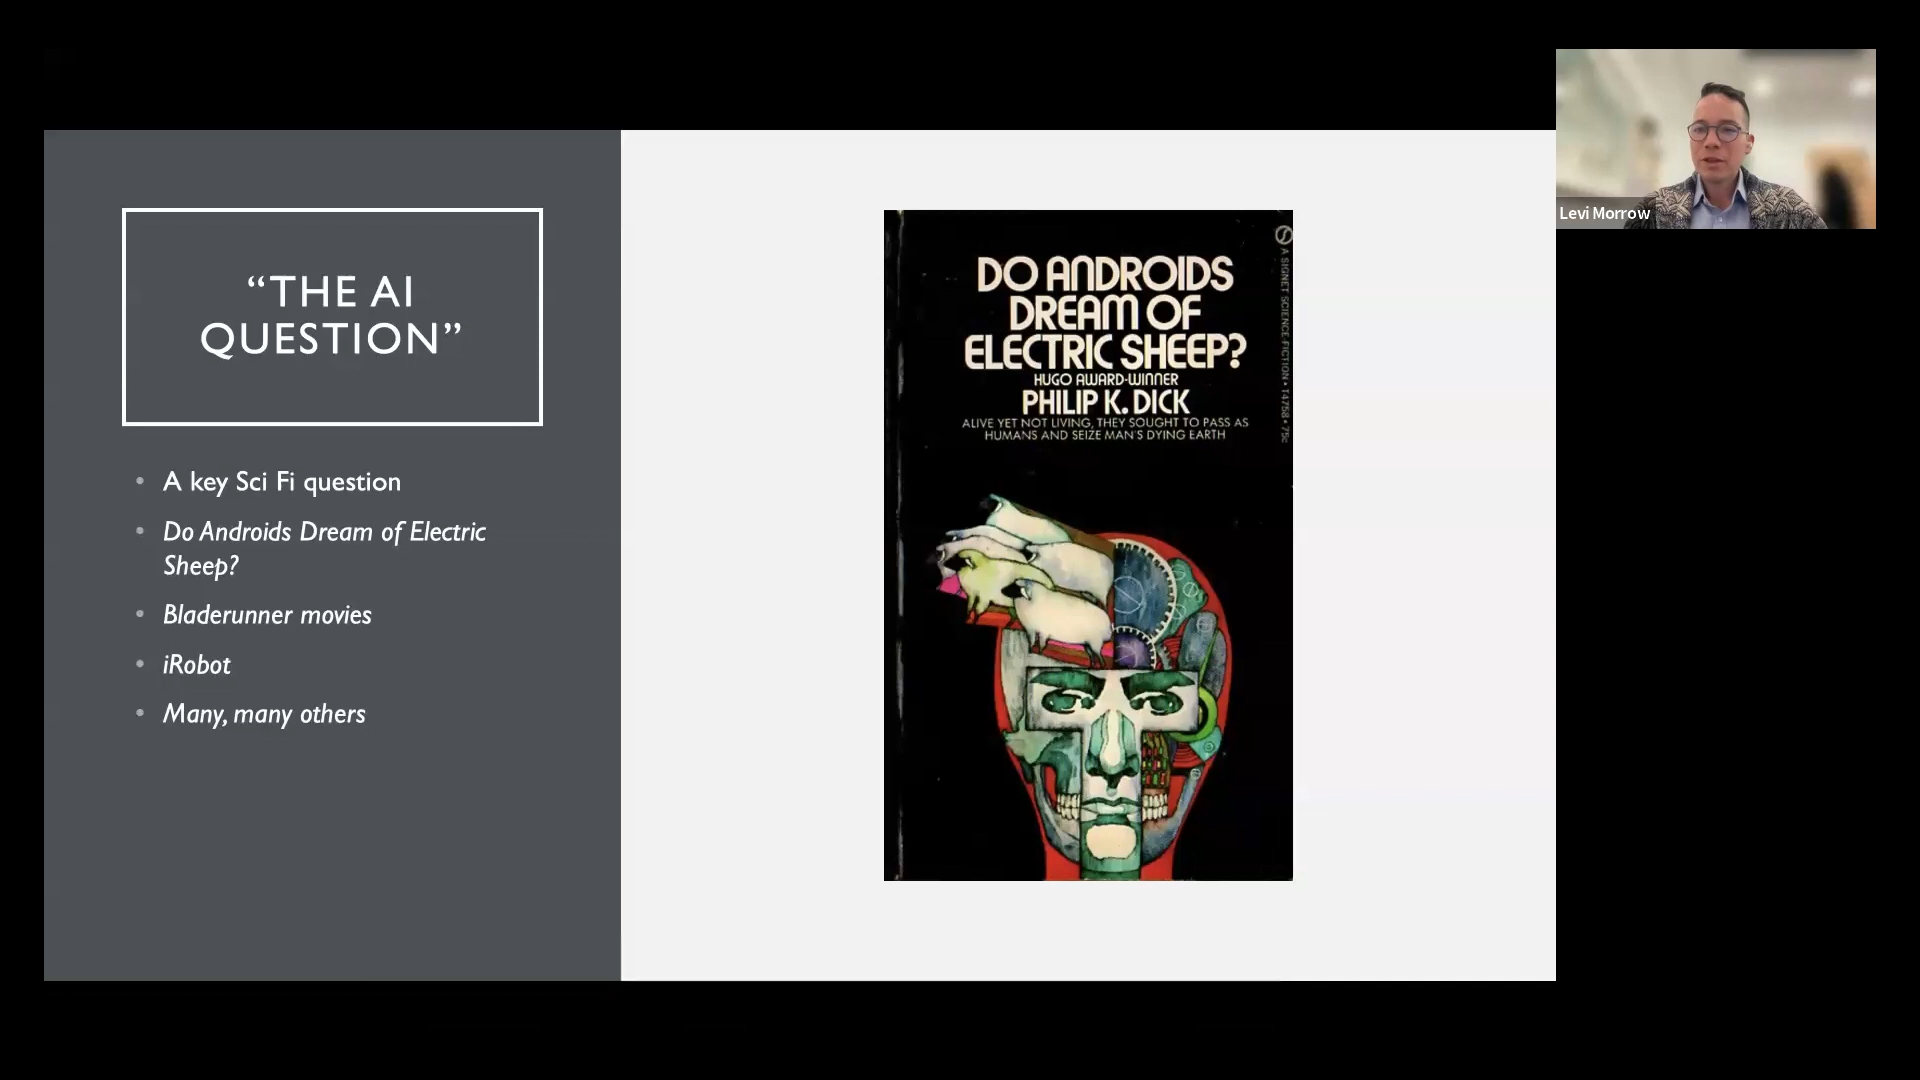 “THE AI
QUESTION”
• A key Sci Fi question
• Do Androids Dream of Electric
Sheep?
• Bladerunner movies
• iRobot
• Many, many others
DO ANDROIDS
DREAM OF
ELECTRIC SHEEP?
HUGO AWARD-WINNER
PHILIP K. DICK
ALIVE YET NOT LIVING, THEY SOUGHT TO PASS AS
HUMANS AND SEIZE MAN'S DYING EARTH
A SIGNET SCIENCE FICTION • T4758 • 75c
Levi Morrow